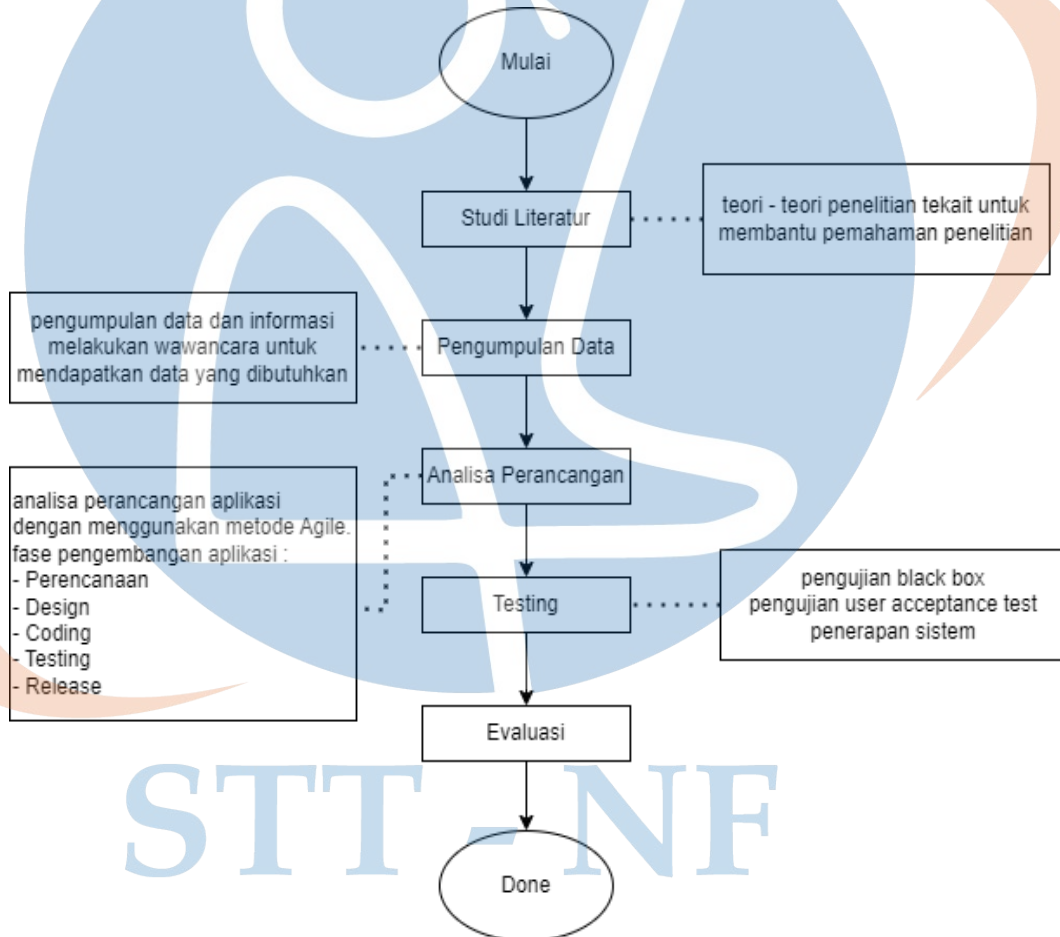 Mulai
Studi Literatur
teori - teori penelitian tekait untuk
membantu pemahaman penelitian
pengumpulan data dan informasi
melakukan wawancara untuk
mendapatkan data yang dibutuhkan
Pengumpulan Data
Analisa Perancangan
analisa perancangan aplikasi
dengan menggunakan metode Agile.
fase pengembangan aplikasi :
- Perencanaan
- Design
- Coding
- Testing
- Release
Testing
pengujian black box
pengujian user acceptance test
penerapan sistem
Evaluasi
STT - NF
Done